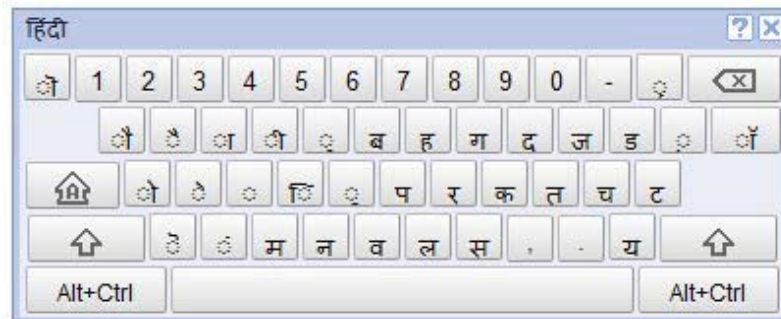 हिंदी ? X
ॊ 1 2 3 4 5 6 7 8 9 0 - ृ
ौ ै ा ी ू ब ह ग द ज ड ़ ॉ
ो े ् ि ु प र क त च ट
ॆ ं म न व ल स , . य
Alt+Ctrl Alt+Ctrl